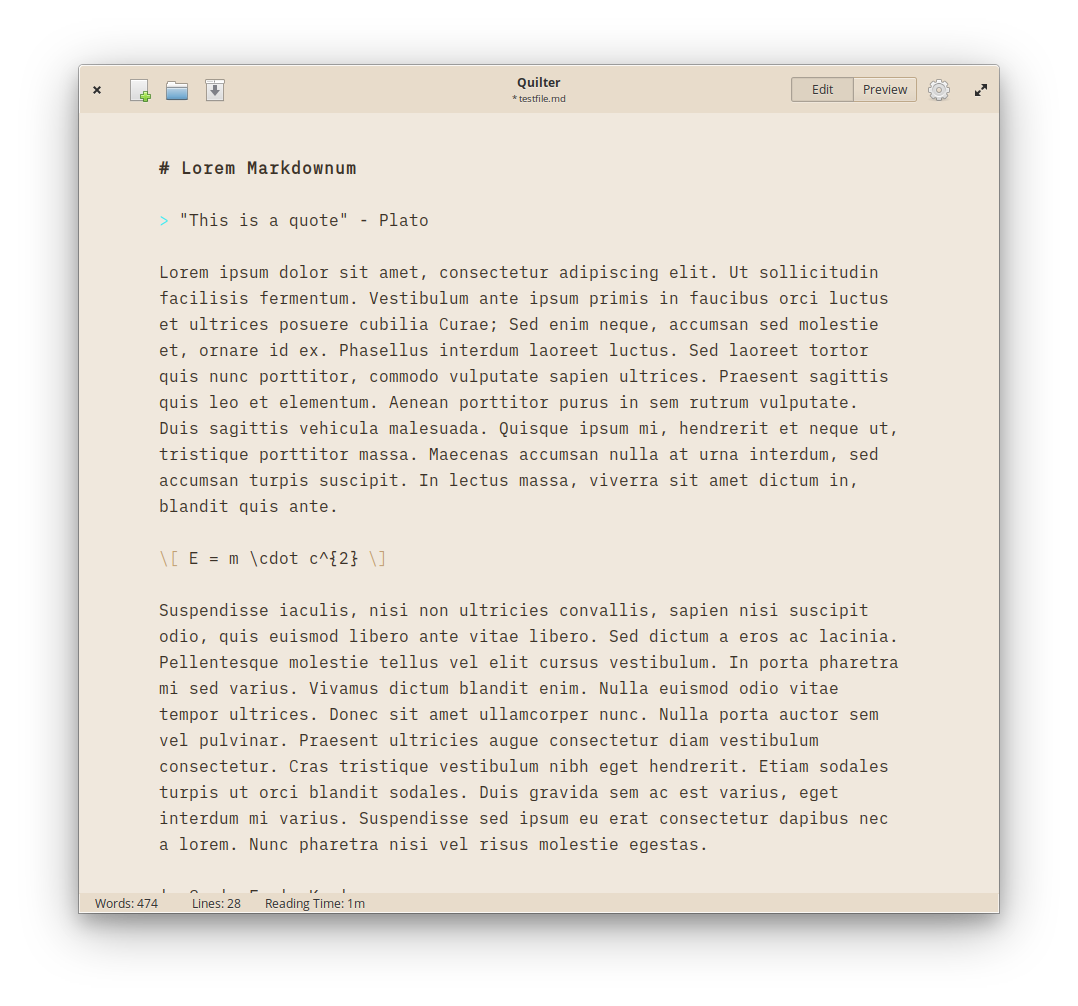 Quilter
*testfile.md
Edit
Preview
# Lorem Markdownum
> "This is a quote" - Plato
Lorem ipsum dolor sit amet, consectetur adipiscing elit. Ut sollicitudin
facilisis fermentum. Vestibulum ante ipsum primis in faucibus orci luctus
et ultrices posuere cubilia Curae; Sed enim neque, accumsan sed molestie
et, ornare id ex. Phasellus interdum laoreet luctus. Sed laoreet tortor
quis nunc porttitor, commodo vulputate sapien ultrices. Praesent sagittis
quis leo et elementum. Aenean porttitor purus in sem rutrum vulputate.
Duis sagittis vehicula malesuada. Quisque ipsum mi, hendrerit et neque ut,
tristique porttitor massa. Maecenas accumsan nulla at urna interdum, sed
accumsan turpis suscipit. In lectus massa, viverra sit amet dictum in,
blandit quis ante.
\[ E = m \cdot c^{2} \]
Suspendisse iaculis, nisi non ultricies convallis, sapien nisi suscipit
odio, quis euismod libero ante vitae libero. Sed dictum a eros ac lacinia.
Pellentesque molestie tellus vel elit cursus vestibulum. In porta pharetra
mi sed varius. Vivamus dictum blandit enim. Nulla euismod odio vitae
tempor ultrices. Donec sit amet ullamcorper nunc. Nulla porta auctor sem
vel pulvinar. Praesent ultricies augue consectetur diam vestibulum
consectetur. Cras tristique vestibulum nibh eget hendrerit. Etiam sodales
turpis ut orci blandit sodales. Duis gravida sem ac est varius, eget
interdum mi varius. Suspendisse sed ipsum eu erat consectetur dapibus nec
a lorem. Nunc pharetra nisi vel risus molestie egestas.
Words: 474 Lines: 28 Reading Time: 1m